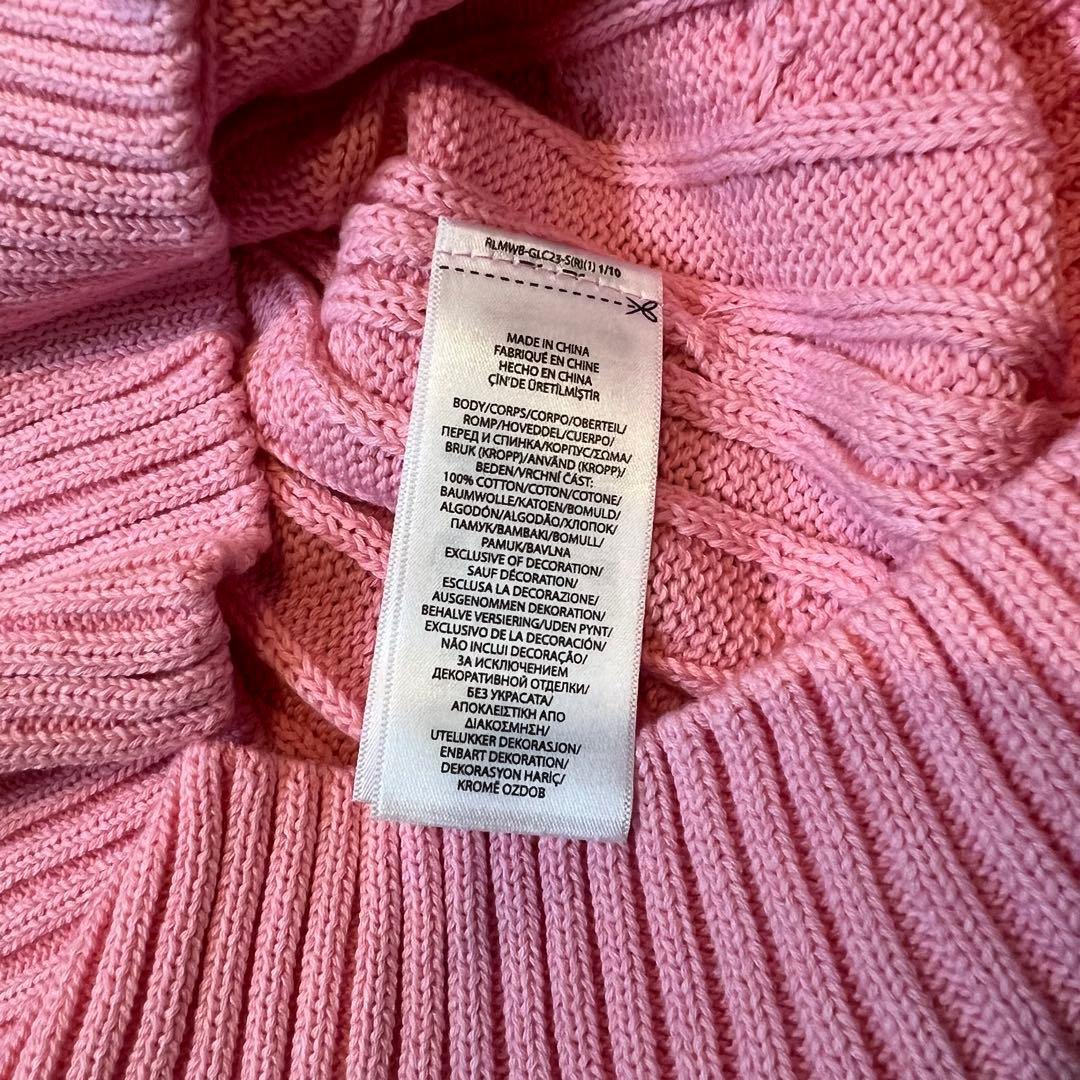 RLMWB-GLC23-S(R)(1) 1/10
MADE IN CHINA
FABRIQUÉ EN CHINE
HECHO EN CHINA
ÇİN'DE ÜRETİLMİŞTİR
BODY/CORPS/CORPO/OBERTEIL/
ROMP/HOVEDDEL/CUERPO/
ПЕРЕД И СПИНКА/КОРПУС/ΣΩΜΑ/
BRUK (KROPP)/ANVÄND (KROPP)/
BEDEN/VRCHNÍ ČÁST:
100% COTTON/COTON/COTONE/
BAUMWOLLE/KATOEN/BOMULD/
ALGODÓN/ALGODÃO/ХЛОПОК/
ПАМУК/ΒΑΜΒΑΚΙ/BOMULL/
PAMUK/BAVLNA
EXCLUSIVE OF DECORATION/
SAUF DÉCORATION/
ESCLUSA LA DECORAZIONE/
AUSGENOMMEN DEKORATION/
BEHALVE VERSIERING/UDEN PYNT/
EXCLUSIVO DE LA DECORACIÓN/
NÃO INCLUI DECORAÇÃO/
ЗА ИСКЛЮЧЕНИЕМ
ДЕКОРАТИВНОЙ ОТДЕЛКИ/
БЕЗ УКРАСАТА/
ΑΠΟΚΛΕΙΣΤΙΚΗ ΑΠΟ
ΔΙΑΚΟΣΜΗΣΗ/
UTELUKKER DEKORASJON/
ENBART DEKORATION/
DEKORASYON HARİÇ/
KROMĚ OZDOB